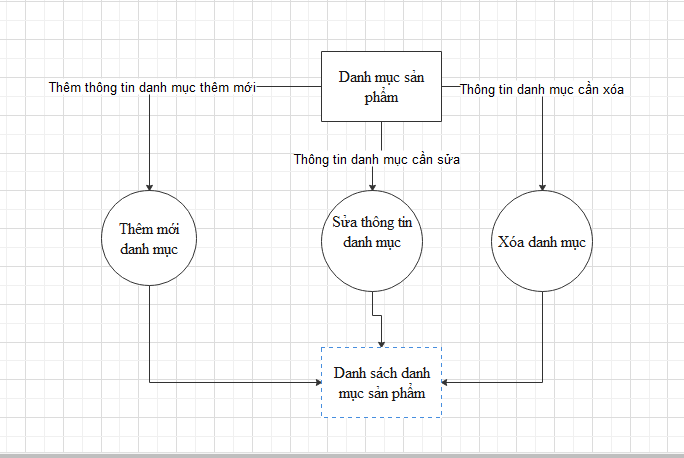 Danh mục sản
phẩm
Thêm thông tin danh mục thêm mới
Thông tin danh mục cần xóa
Thông tin danh mục cần sửa
Thêm mới
danh mục
Sửa thông tin
danh mục
Xóa danh mục
Danh sách danh
mục sản phẩm